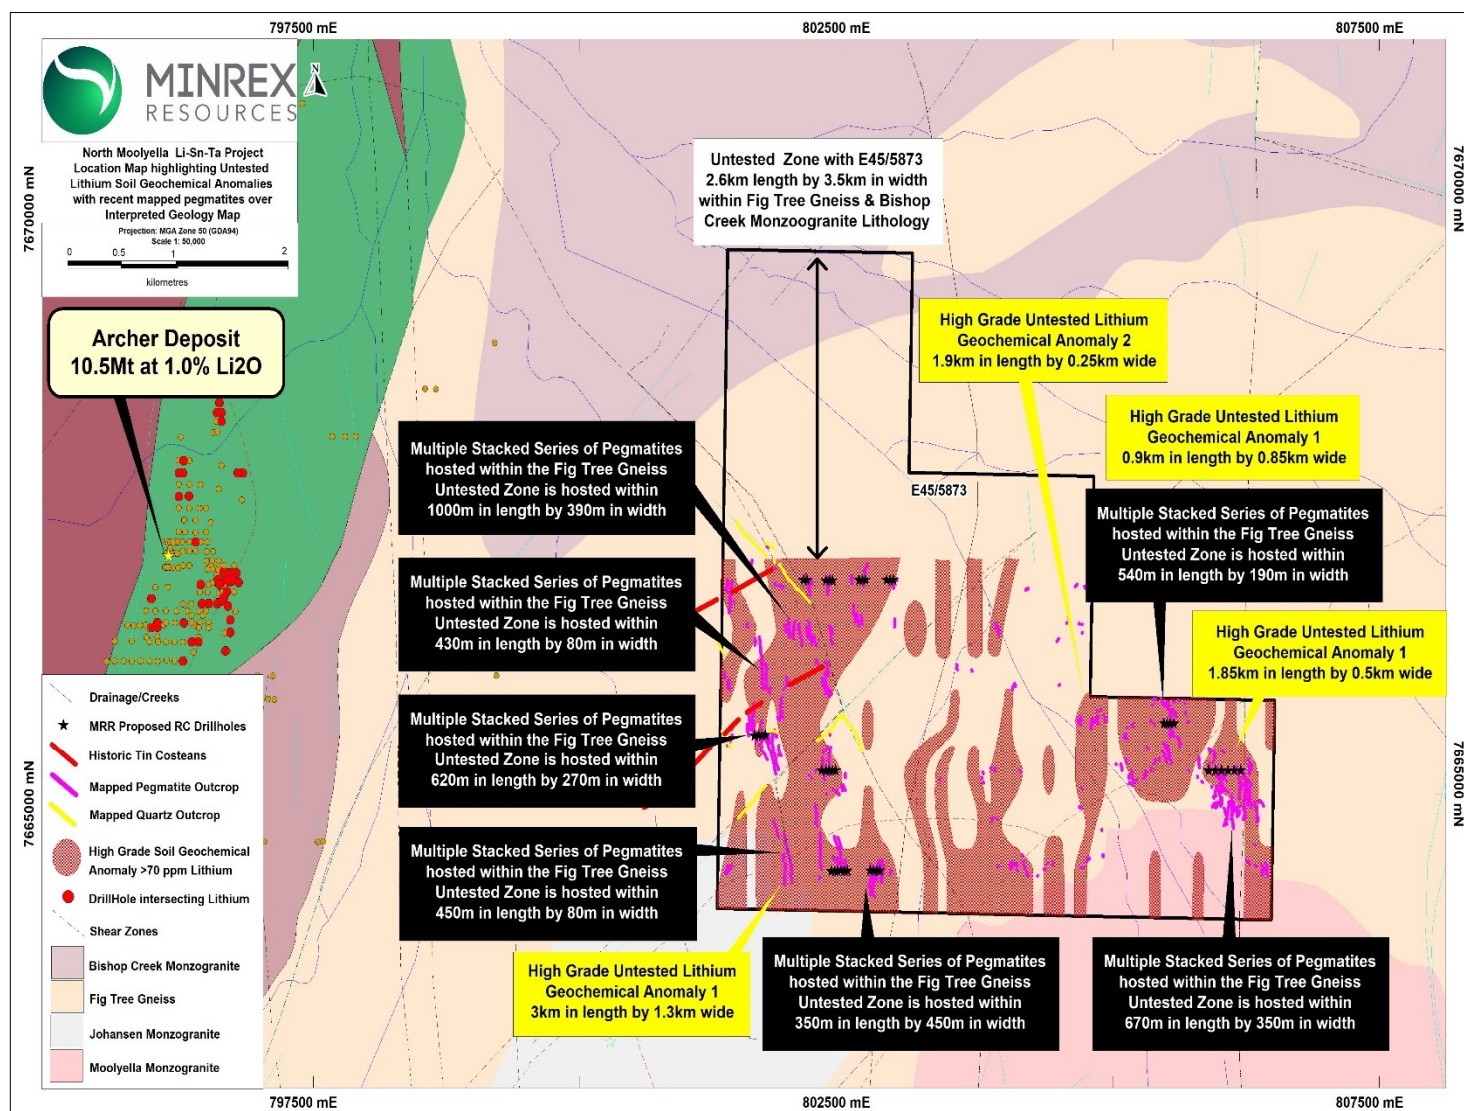 797500 mE
802500 mE
807500 mE
MINREX
RESOURCES
N
North Moolyella Li-Sn-Ta Project
Location Map highlighting Untested
Lithium Soil Geochemical Anomalies
with recent mapped pegmatites over
Interpreted Geology Map
Projection: MGA Zone 50 (GDA94)
Scale 1: 50,000
0 0.5 1 2
kilometres
7670000 mN
7670000 mN
Untested Zone with E45/5873
2.6km length by 3.5km in width
within Fig Tree Gneiss & Bishop
Creek Monzoogranite Lithology
Archer Deposit
10.5Mt at 1.0% Li2O
High Grade Untested Lithium
Geochemical Anomaly 2
1.9km in length by 0.25km wide
High Grade Untested Lithium
Geochemical Anomaly 1
0.9km in length by 0.85km wide
Multiple Stacked Series of Pegmatites
hosted within the Fig Tree Gneiss
Untested Zone is hosted within
1000m in length by 390m in width
E45/5873
Multiple Stacked Series of Pegmatites
hosted within the Fig Tree Gneiss
Untested Zone is hosted within
540m in length by 190m in width
Multiple Stacked Series of Pegmatites
hosted within the Fig Tree Gneiss
Untested Zone is hosted within
430m in length by 80m in width
High Grade Untested Lithium
Geochemical Anomaly 1
1.85km in length by 0.5km wide
Multiple Stacked Series of Pegmatites
hosted within the Fig Tree Gneiss
Untested Zone is hosted within
620m in length by 270m in width
Multiple Stacked Series of Pegmatites
hosted within the Fig Tree Gneiss
Untested Zone is hosted within
450m in length by 80m in width
High Grade Untested Lithium
Geochemical Anomaly 1
3km in length by 1.3km wide
Multiple Stacked Series of Pegmatites
hosted within the Fig Tree Gneiss
Untested Zone is hosted within
350m in length by 450m in width
Multiple Stacked Series of Pegmatites
hosted within the Fig Tree Gneiss
Untested Zone is hosted within
670m in length by 350m in width
7665000 mN
7665000 mN
Drainage/Creeks
MRR Proposed RC Drillholes
Historic Tin Costeans
Mapped Pegmatite Outcrop
Mapped Quartz Outcrop
High Grade Soil Geochemical
Anomaly >70 ppm Lithium
DrillHole intersecting Lithium
Shear Zones
Bishop Creek Monzogranite
Fig Tree Gneiss
Johansen Monzogranite
Moolyella Monzogranite
797500 mE
802500 mE
807500 mE